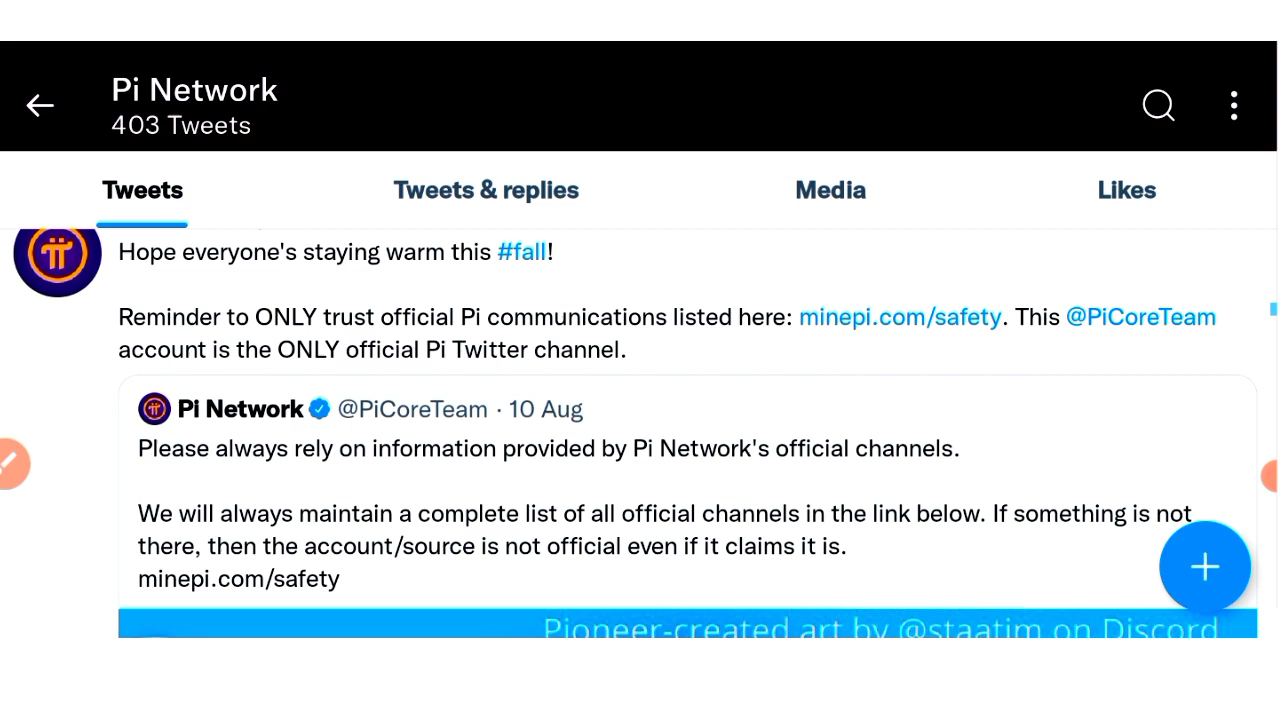 Pi Network
403 Tweets
Tweets
Tweets & replies
Media
Likes
Hope everyone's staying warm this #fall!
Reminder to ONLY trust official Pi communications listed here: minepi.com/safety. This @PiCoreTeam
account is the ONLY official Pi Twitter channel.
Pi Network @PiCoreTeam · 10 Aug
Please always rely on information provided by Pi Network's official channels.
We will always maintain a complete list of all official channels in the link below. If something is not
there, then the account/source is not official even if it claims it is.
minepi.com/safety
Pioneer-created art by @staatim on Discord